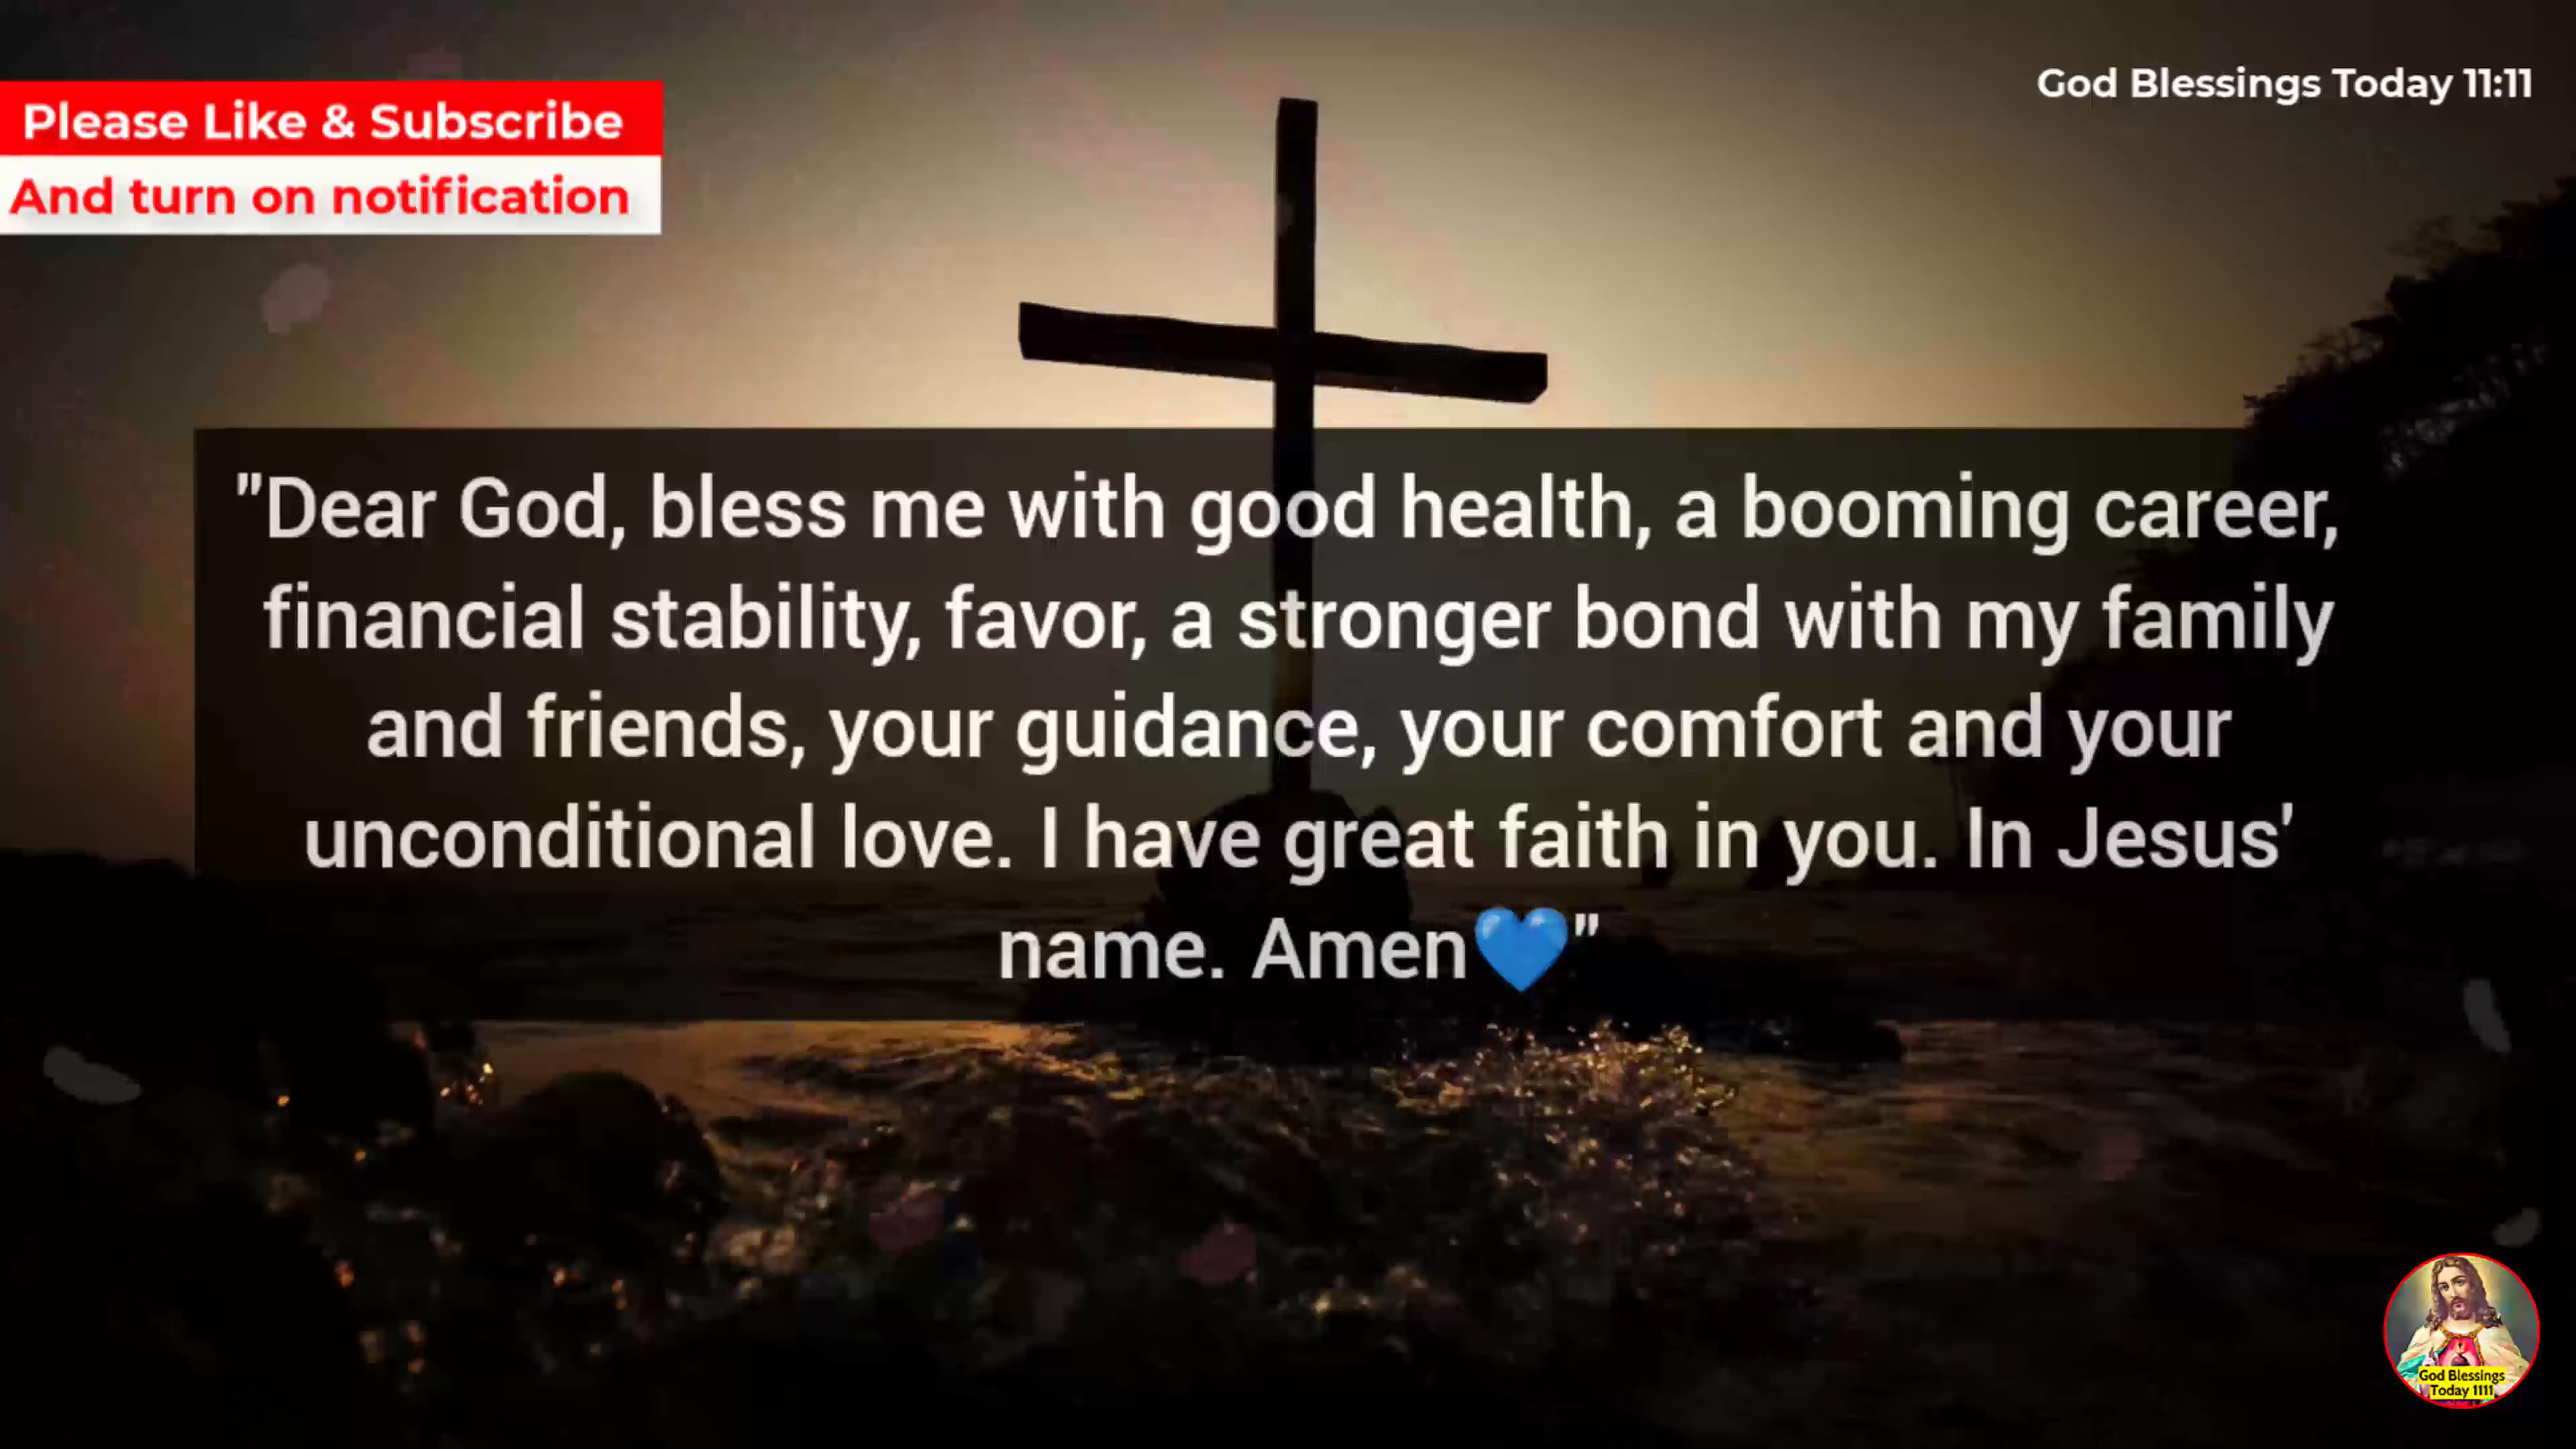 Please Like & Subscribe
And turn on notification
God Blessings Today 11:11
"Dear God, bless me with good health, a booming career,
financial stability, favor, a stronger bond with my family
and friends, your guidance, your comfort and your
unconditional love. I have great faith in you. In Jesus'
name. Amen💙"
God Blessings
Today 1111